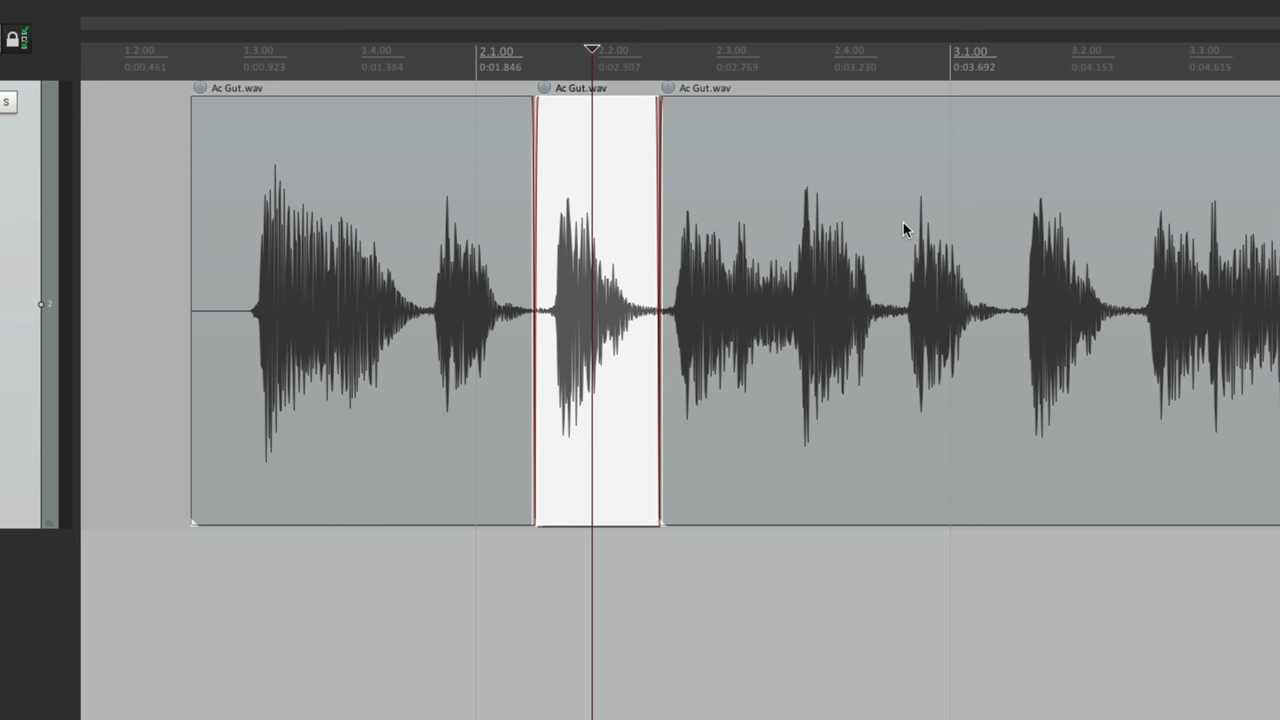 1.2.00 1.3.00 1.4.00 2.1.00 2.2.00 2.3.00 2.4.00 3.1.00 3.2.00 3.3.00
0:00.461 0:00.923 0:01.384 0:01.846 0:02.307 0:02.769 0:03.230 0:03.692 0:04.153 0:04.615
Ac Gut.wav Ac Gut.wav Ac Gut.wav
S
2